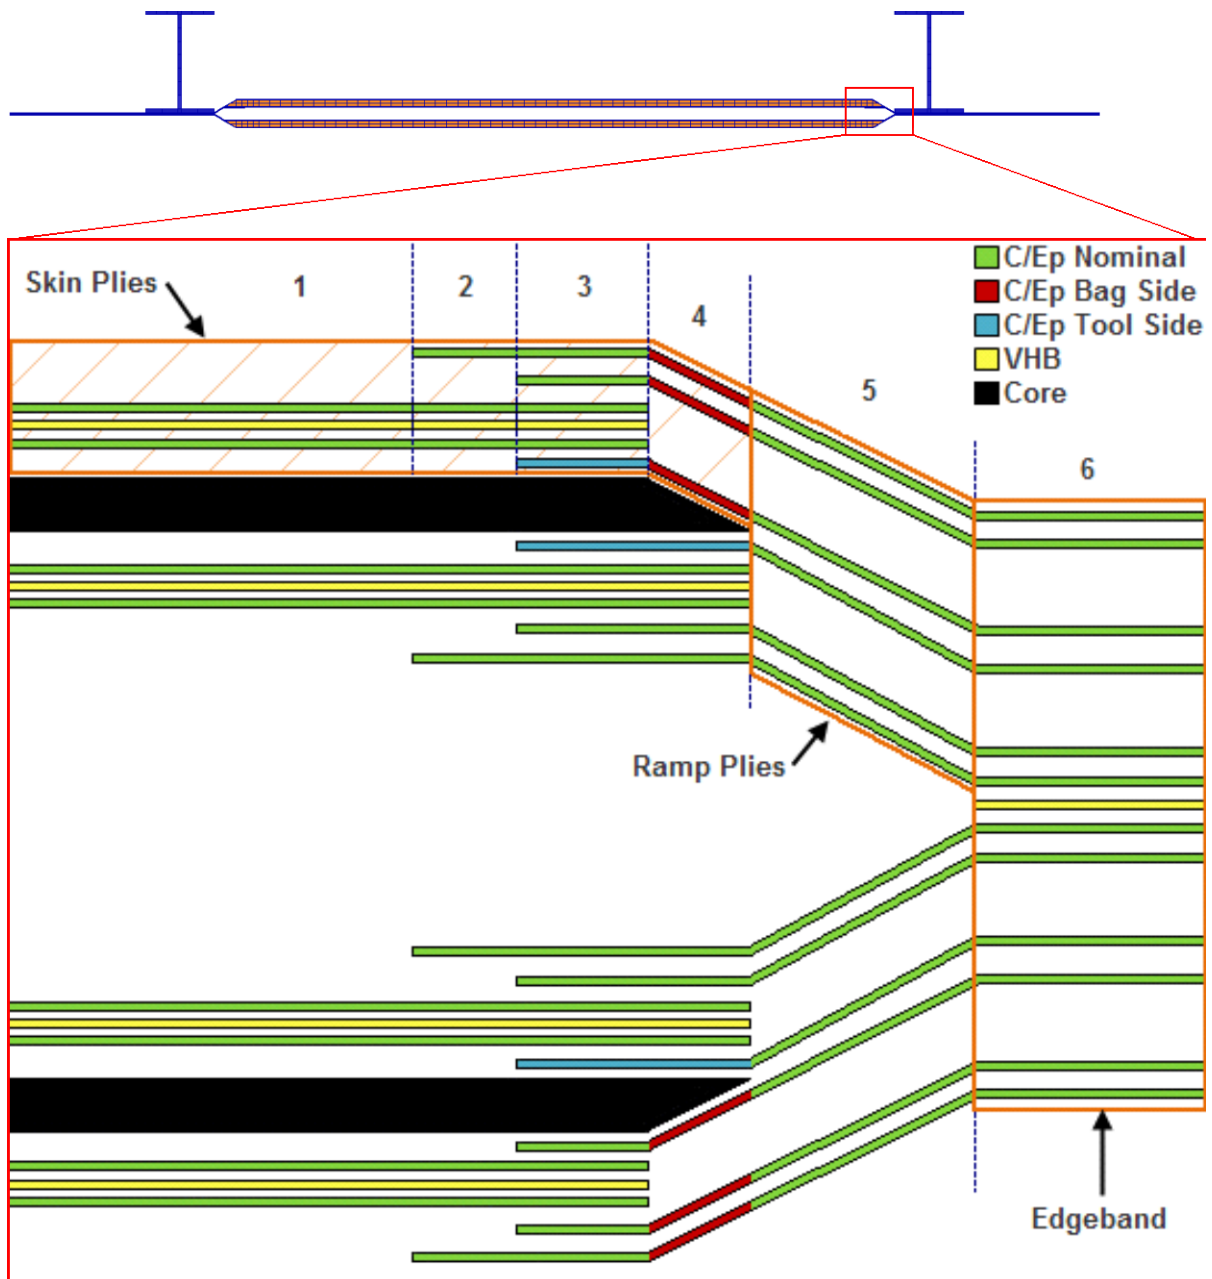 C/Ep Nominal
Skin Plies
1
2
3
C/Ep Bag Side
4
C/Ep Tool Side
VHB
5
Core
6
Ramp Plies
Edgeband